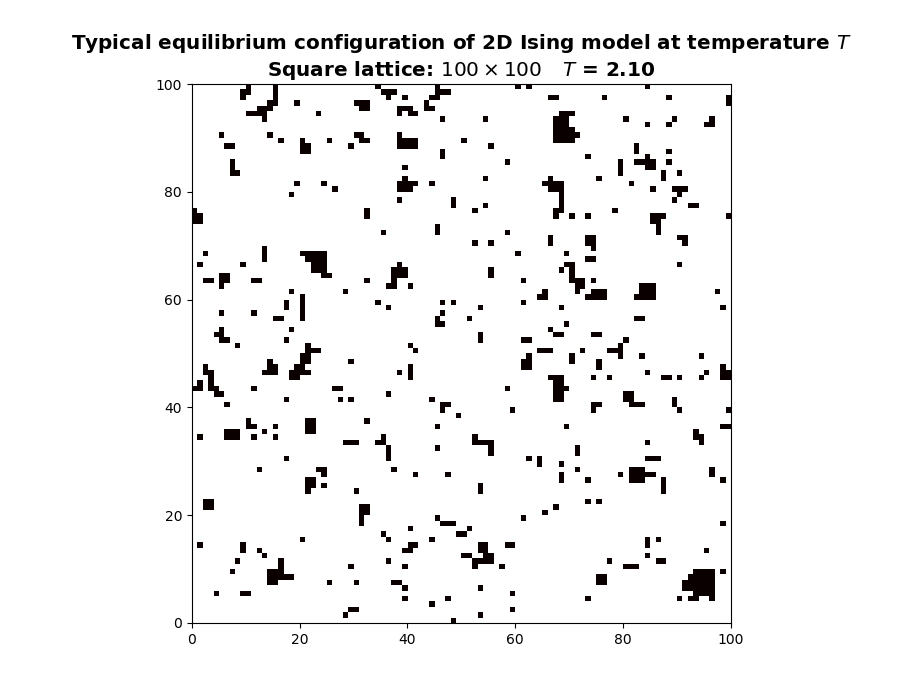 Typical equilibrium configuration of 2D Ising model at temperature T
Square lattice: 100 × 100 T = 2.10
100
80
60
40
20
0
0 20 40 60 80 100